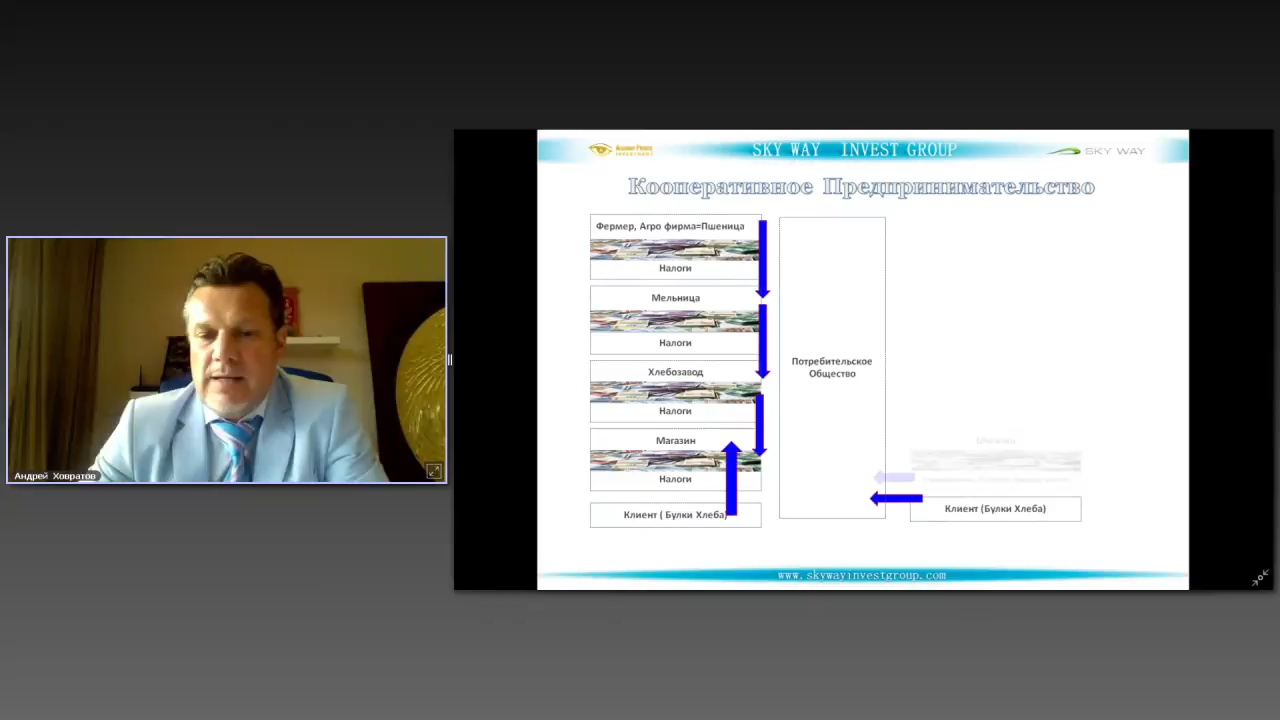 SKY WAY INVEST GROUP
SKY WAY
Кооперативное Предпринимательство
Фермер, Агро фирма=Пшеница
Налоги
Мельница
Налоги
Хлебозавод
Налоги
Магазин
Налоги
Клиент ( Булки Хлеба)
Потребительское
Общество
Магазин
Клиент (Булки Хлеба)
www.skywayinvestgroup.com
Андрей Ховратов